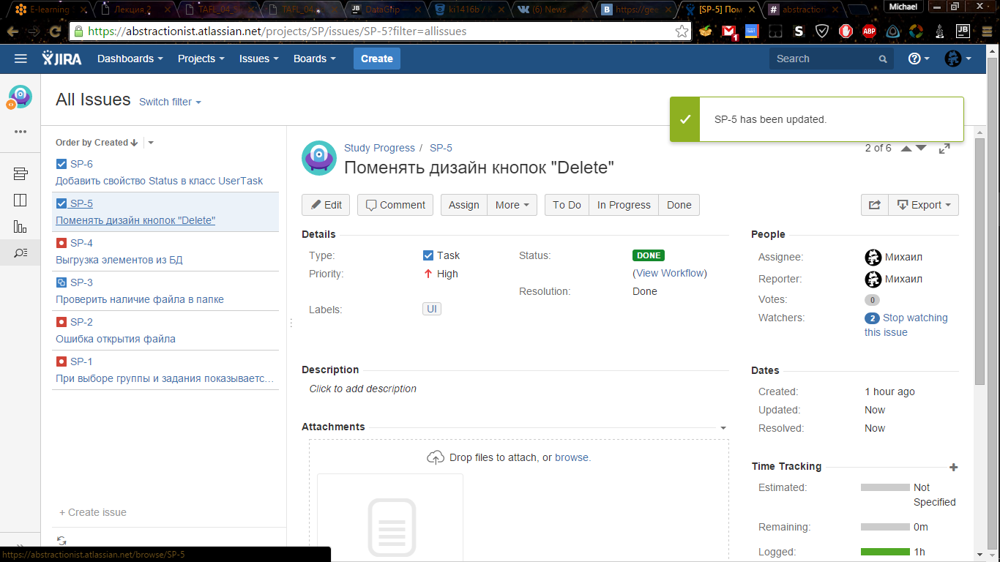 E-learning S
Лекция 2
TAFL_04_
TAFL_04_
JB DataGrip —
ki1416b / K
(6) News
B https://gee
[SP-5] Пом
# abstraction
Michael
https://abstractionist.atlassian.net/projects/SP/issues/SP-5?filter=allissues
1
S
ABP
JB
JIRA
Dashboards
Projects
Issues
Boards
Create
Search
All Issues
Switch filter
SP-5 has been updated.
Order by Created
SP-6
Добавить свойство Status в класс UserTask
SP-5
Поменять дизайн кнопок "Delete"
SP-4
Выгрузка элементов из БД
SP-3
Проверить наличие файла в папке
SP-2
Ошибка открытия файла
SP-1
При выборе группы и задания показываетс...
+ Create issue
Study Progress / SP-5
2 of 6
Поменять дизайн кнопок "Delete"
Edit
Comment
Assign
More
To Do
In Progress
Done
Export
Details
Type: Task
Status: DONE
Priority: High
(View Workflow)
Resolution: Done
Labels: UI
Description
Click to add description
Attachments
Drop files to attach, or browse.
People
Assignee: Михаил
Reporter: Михаил
Votes: 0
Watchers: 2 Stop watching
this issue
Dates
Created: 1 hour ago
Updated: Now
Resolved: Now
Time Tracking
Estimated: Not
Specified
Remaining: 0m
Logged: 1h
https://abstractionist.atlassian.net/browse/SP-5